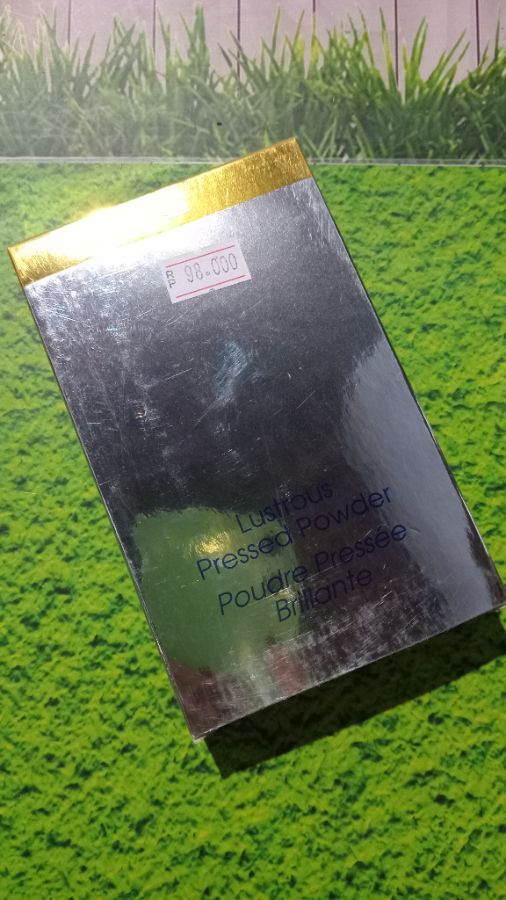 RP 98.000
Lustrous
Pressed Powder
Poudre Pressée
Brillante